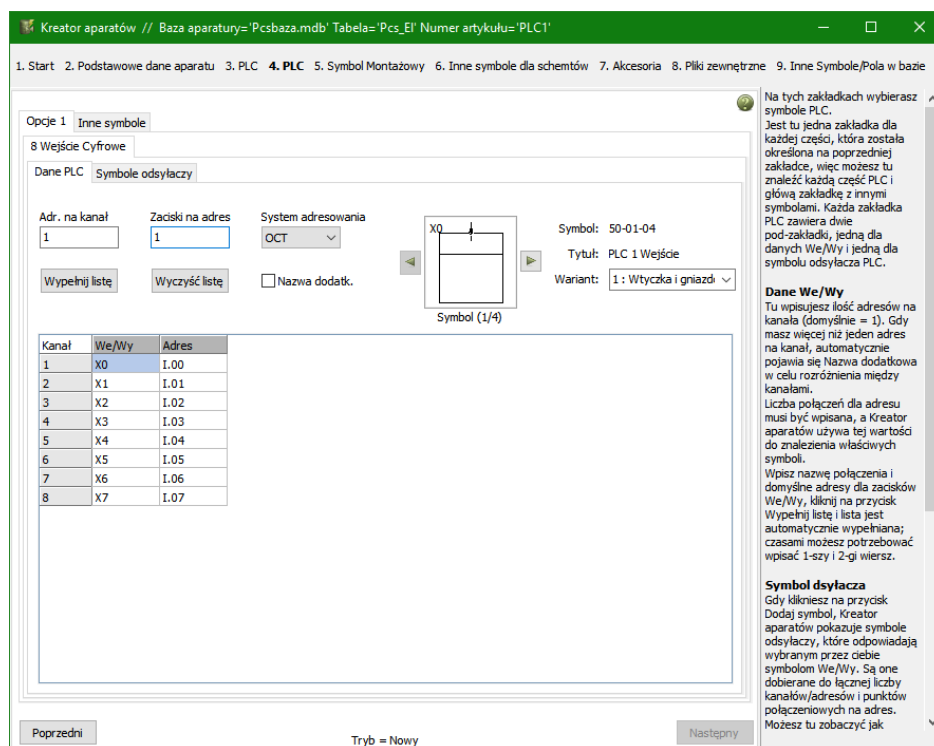 Kreator aparatów // Baza aparatury='Pcsbaza.mdb' Tabela='Pcs_El' Numer artykułu='PLC1'
1. Start 2. Podstawowe dane aparatu 3. PLC 4. PLC 5. Symbol Montażowy 6. Inne symbole dla schemtów 7. Akcesoria 8. Pliki zewnętrzne 9. Inne Symbole/Pola w bazie
Opcje 1 Inne symbole
8 Wejście Cyfrowe
Dane PLC Symbole odsyłaczy
Adr. na kanał Zaciski na adres System adresowania
1 1 OCT
Wypełnij listę Wyczyść listę Nazwa dodatk.
X0
Symbol (1/4)
Symbol: 50-01-04
Tytuł: PLC 1 Wejście
Wariant: 1 : Wtyczka i gniazd
Kanał We/Wy Adres
1 X0 I.00
2 X1 I.01
3 X2 I.02
4 X3 I.03
5 X4 I.04
6 X5 I.05
7 X6 I.06
8 X7 I.07
Poprzedni
Tryb = Nowy
Następny
Na tych zakładkach wybierasz
symbole PLC.
Jest tu jedna zakładka dla
każdej części, która została
określona na poprzedniej
zakładce, więc możesz tu
znaleźć każdą część PLC i
główą zakładkę z innymi
symbolami. Każda zakładka
PLC zawiera dwie
pod-zakładki, jedną dla
danych We/Wy i jedną dla
symbolu odsyłacza PLC.
Dane We/Wy
Tu wpisujesz ilość adresów na
kanała (domyślnie = 1). Gdy
masz więcej niż jeden adres
na kanał, automatycznie
pojawia się Nazwa dodatkowa
w celu rozróżnienia między
kanałami.
Liczba połączeń dla adresu
musi być wpisana, a Kreator
aparatów używa tej wartości
do znalezienia właściwych
symboli.
Wpisz nazwę połączenia i
domyślne adresy dla zacisków
We/Wy, kliknij na przycisk
Wypełnij listę i lista jest
automatycznie wypełniana;
czasami możesz potrzebować
wpisać 1-szy i 2-gi wiersz.
Symbol dsyłacza
Gdy klikniesz na przycisk
Dodaj symbol, Kreator
aparatów pokazuje symbole
odsyłaczy, które odpowiadają
wybranym przez ciebie
symbolom We/Wy. Są one
dobierane do łącznej liczby
kanałów/adresów i punktów
połączeniowych na adres.
Możesz tu zobaczyć jak